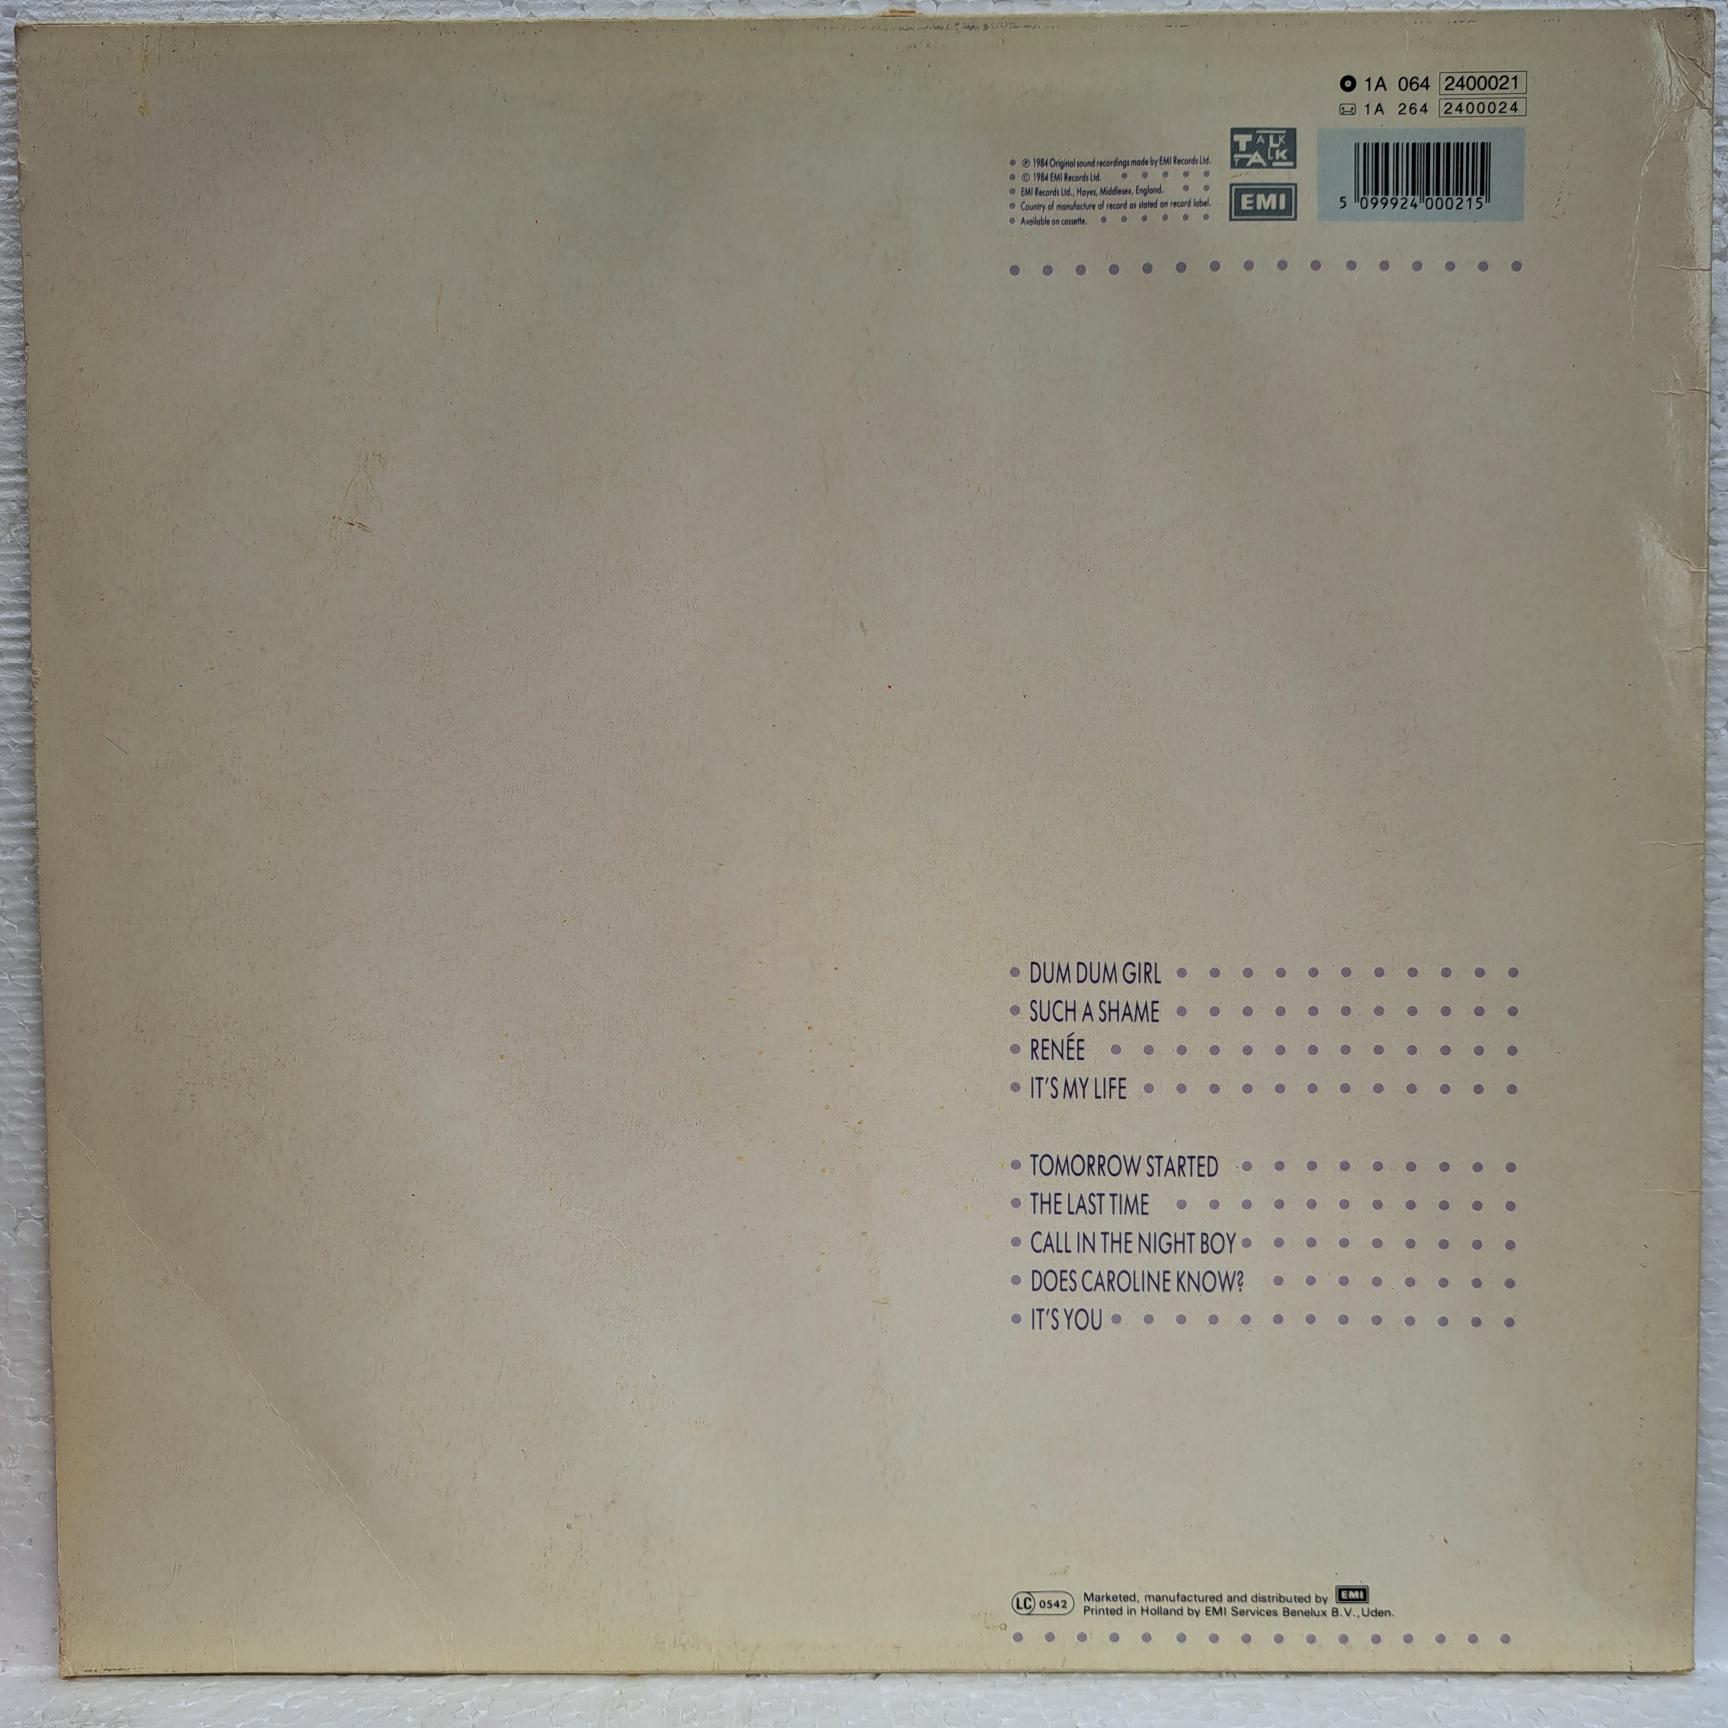 1A 064 2400021
1A 264 2400024
℗ 1984 Original sound recordings made by EMI Records Ltd.
© 1984 EMI Records Ltd.
EMI Records Ltd., Hayes, Middlesex, England.
Country of manufacture of record as stated on record label.
Available on cassette.
TALK
TALK
EMI
5 099924 000215
DUM DUM GIRL
SUCH A SHAME
RENÉE
IT'S MY LIFE
TOMORROW STARTED
THE LAST TIME
CALL IN THE NIGHT BOY
DOES CAROLINE KNOW?
IT'S YOU
LC 0542
Marketed, manufactured and distributed by EMI
Printed in Holland by EMI Services Benelux B.V., Uden.